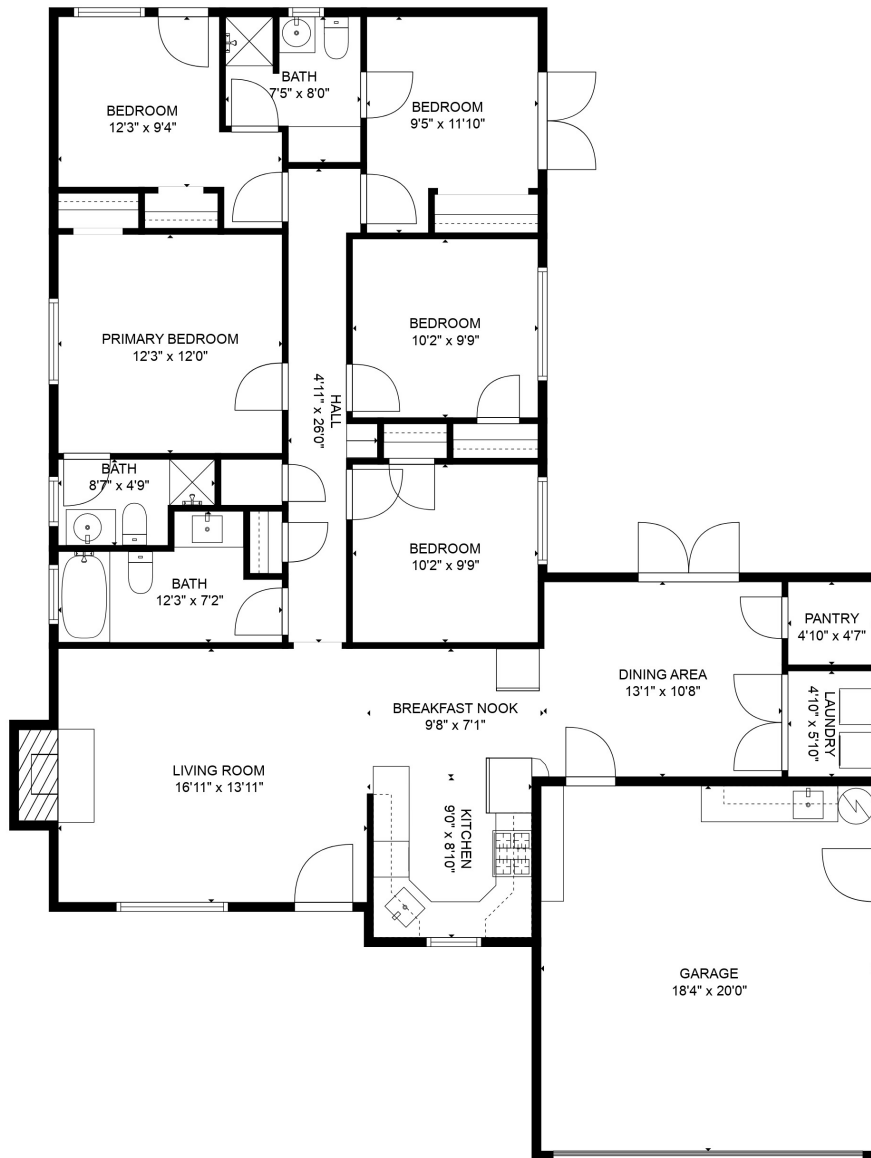 BATH
7'5" x 8'0"
BEDROOM
12'3" x 9'4"
BEDROOM
9'5" x 11'10"
PRIMARY BEDROOM
12'3" x 12'0"
BEDROOM
10'2" x 9'9"
HALL
4'11" x 26'0"
BATH
8'7" x 4'9"
BEDROOM
10'2" x 9'9"
BATH
12'3" x 7'2"
PANTRY
4'10" x 4'7"
DINING AREA
13'1" x 10'8"
LAUNDRY
4'10" x 5'10"
BREAKFAST NOOK
9'8" x 7'1"
LIVING ROOM
16'11" x 13'11"
KITCHEN
9'0" x 8'10"
GARAGE
18'4" x 20'0"